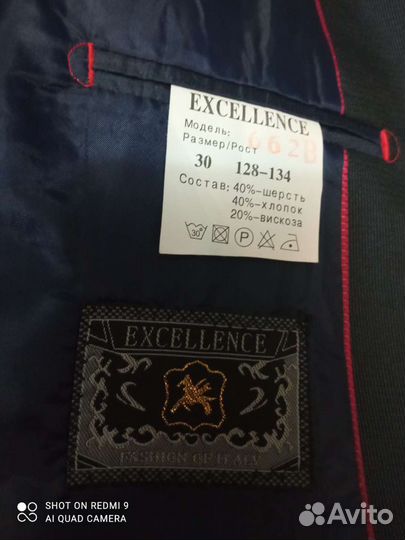 EXCELLENCE
Модель: 662B
Размер/Рост
30 128-134
Состав: 40%-шерсть
40%-хлопок
20%-вискоза
30°
P
EXCELLENCE
FASHION OF ITALY
SHOT ON REDMI 9
AI QUAD CAMERA
Avito